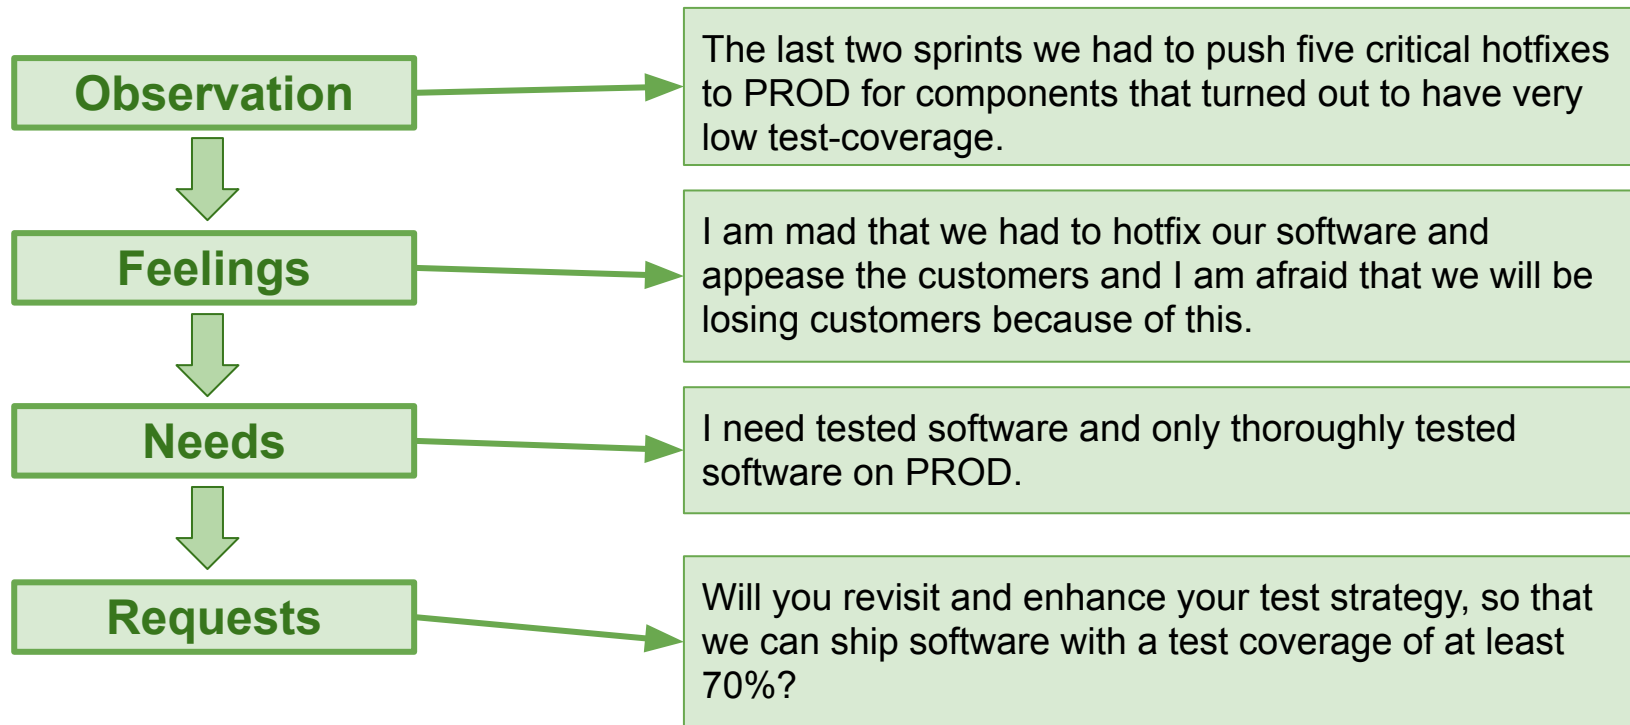 Observation
The last two sprints we had to push five critical hotfixes
to PROD for components that turned out to have very
low test-coverage.
Feelings
I am mad that we had to hotfix our software and
appease the customers and I am afraid that we will be
losing customers because of this.
Needs
I need tested software and only thoroughly tested
software on PROD.
Requests
Will you revisit and enhance your test strategy, so that
we can ship software with a test coverage of at least
70%?